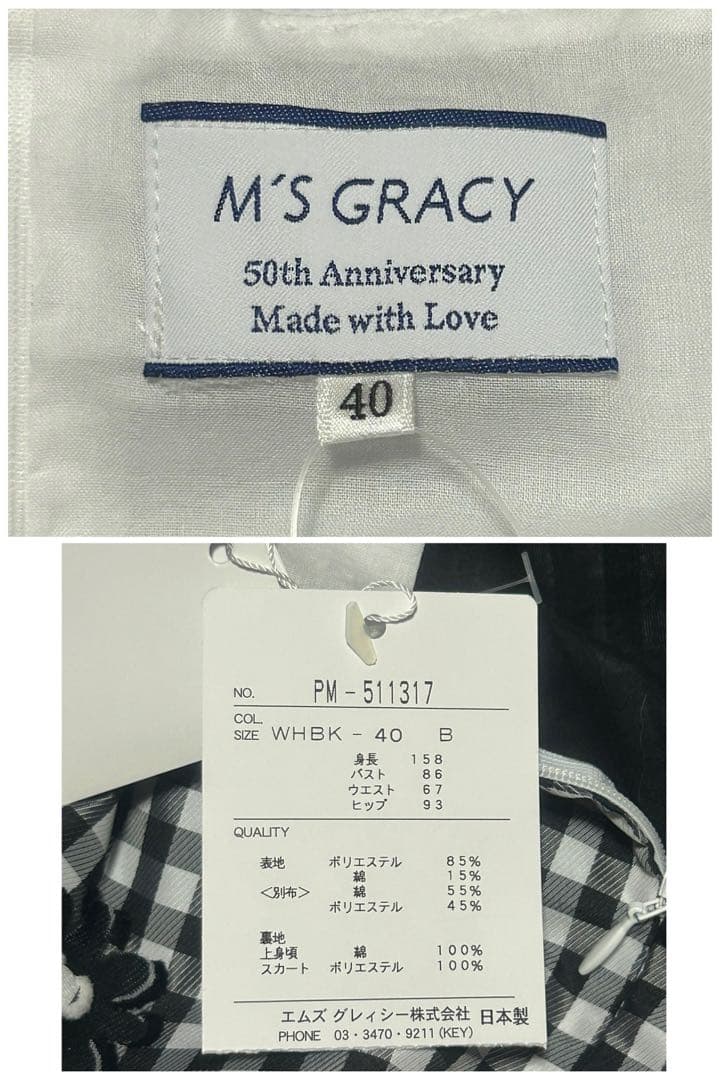 M'S GRACY
50th Anniversary
Made with Love
40
NO. PM-511317
COL.
SIZE WHBK - 40 B
身長 158
バスト 86
ウエスト 67
ヒップ 93
QUALITY
表地 ポリエステル 85%
綿 15%
<別布> 綿 55%
ポリエステル 45%
裏地
上身頃 綿 100%
スカート ポリエステル 100%
エムズ グレィシー株式会社 日本製
PHONE 03・3470・9211 (KEY)